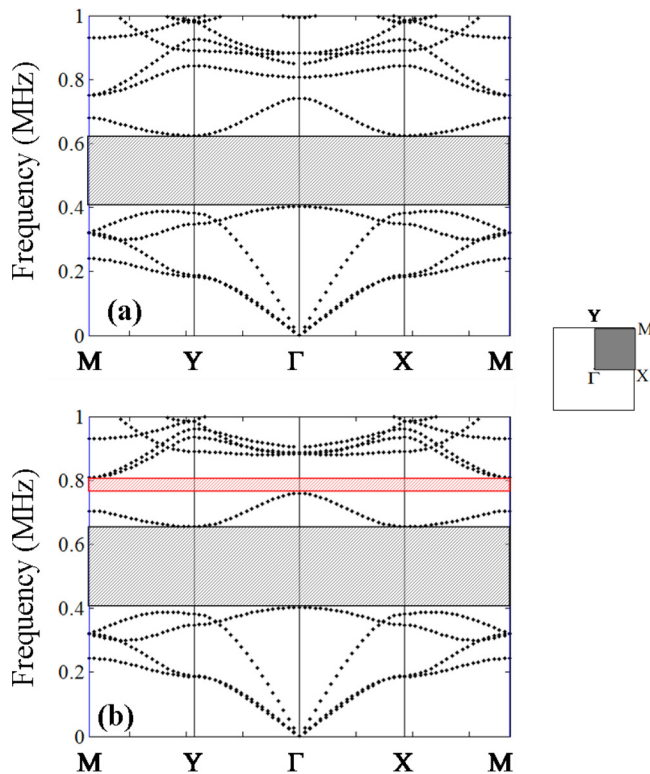 Frequency (MHz)
1
0.8
0.6
0.4
0.2
0
(a)
M Y Γ X M
Y
M
Γ
X
Frequency (MHz)
1
0.8
0.6
0.4
0.2
0
(b)
M Y Γ X M